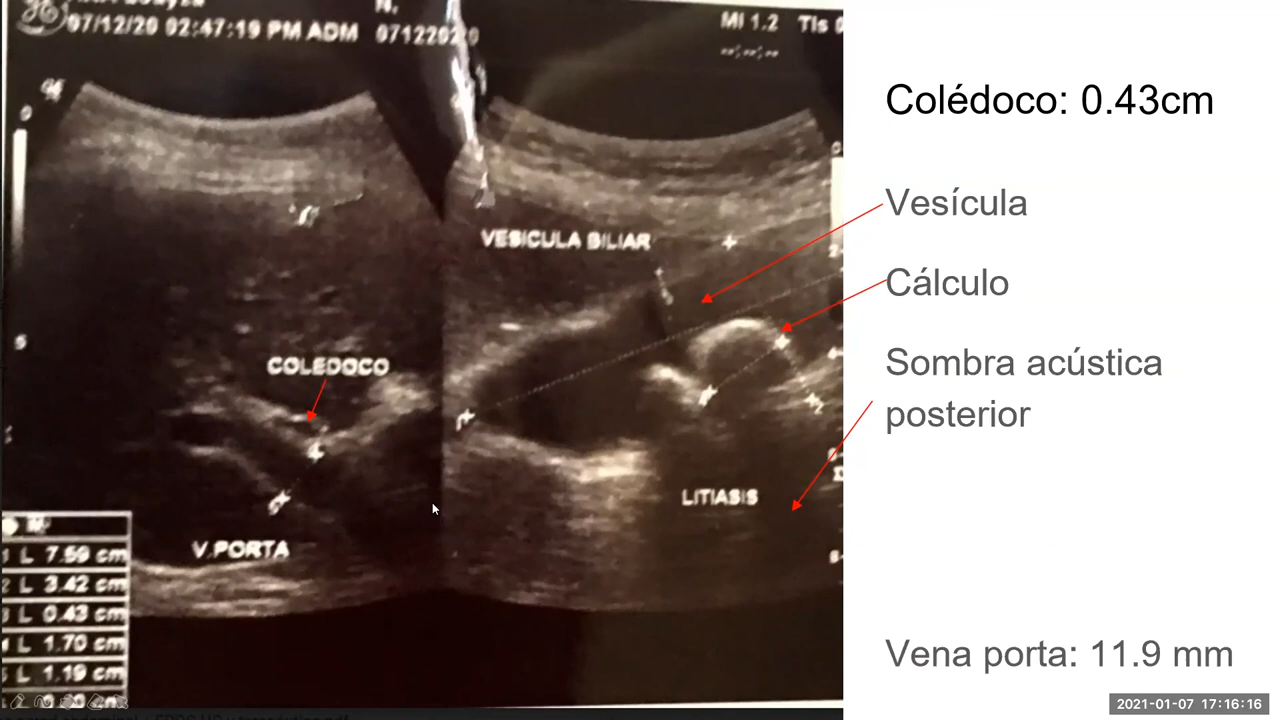 07/12/20 02:47:19 PM ADM
MI 1.2 TIs 0
VESICULA BILIAR
COLEDOCO
LITIASIS
V.PORTA
1 L 7.59 cm
2 L 3.42 cm
3 L 0.43 cm
4 L 1.70 cm
5 L 1.19 cm
Colédoco: 0.43cm
Vesícula
Cálculo
Sombra acústica
posterior
Vena porta: 11.9 mm
2021-01-07 17:16:16